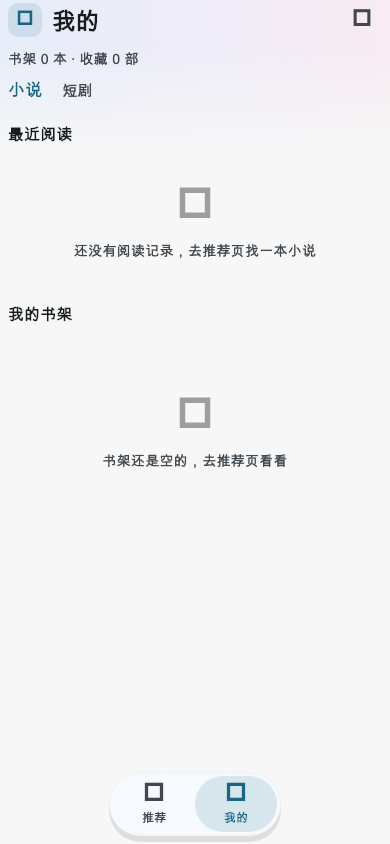 我的
书架 0 本 · 收藏 0 部
小说 短剧
最近阅读
还没有阅读记录，去推荐页找一本小说
我的书架
书架还是空的，去推荐页看看
推荐 我的